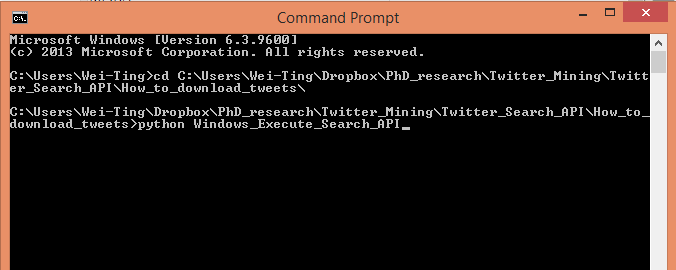 Command Prompt
Microsoft Windows [Version 6.3.9600]
(c) 2013 Microsoft Corporation. All rights reserved.
C:\Users\Wei-Ting>cd C:\Users\Wei-Ting\Dropbox\PhD_research\Twitter_Mining\Twitt
er_Search_API\How_to_download_tweets\
C:\Users\Wei-Ting\Dropbox\PhD_research\Twitter_Mining\Twitter_Search_API\How_to_
download_tweets>python Windows_Execute_Search_API_